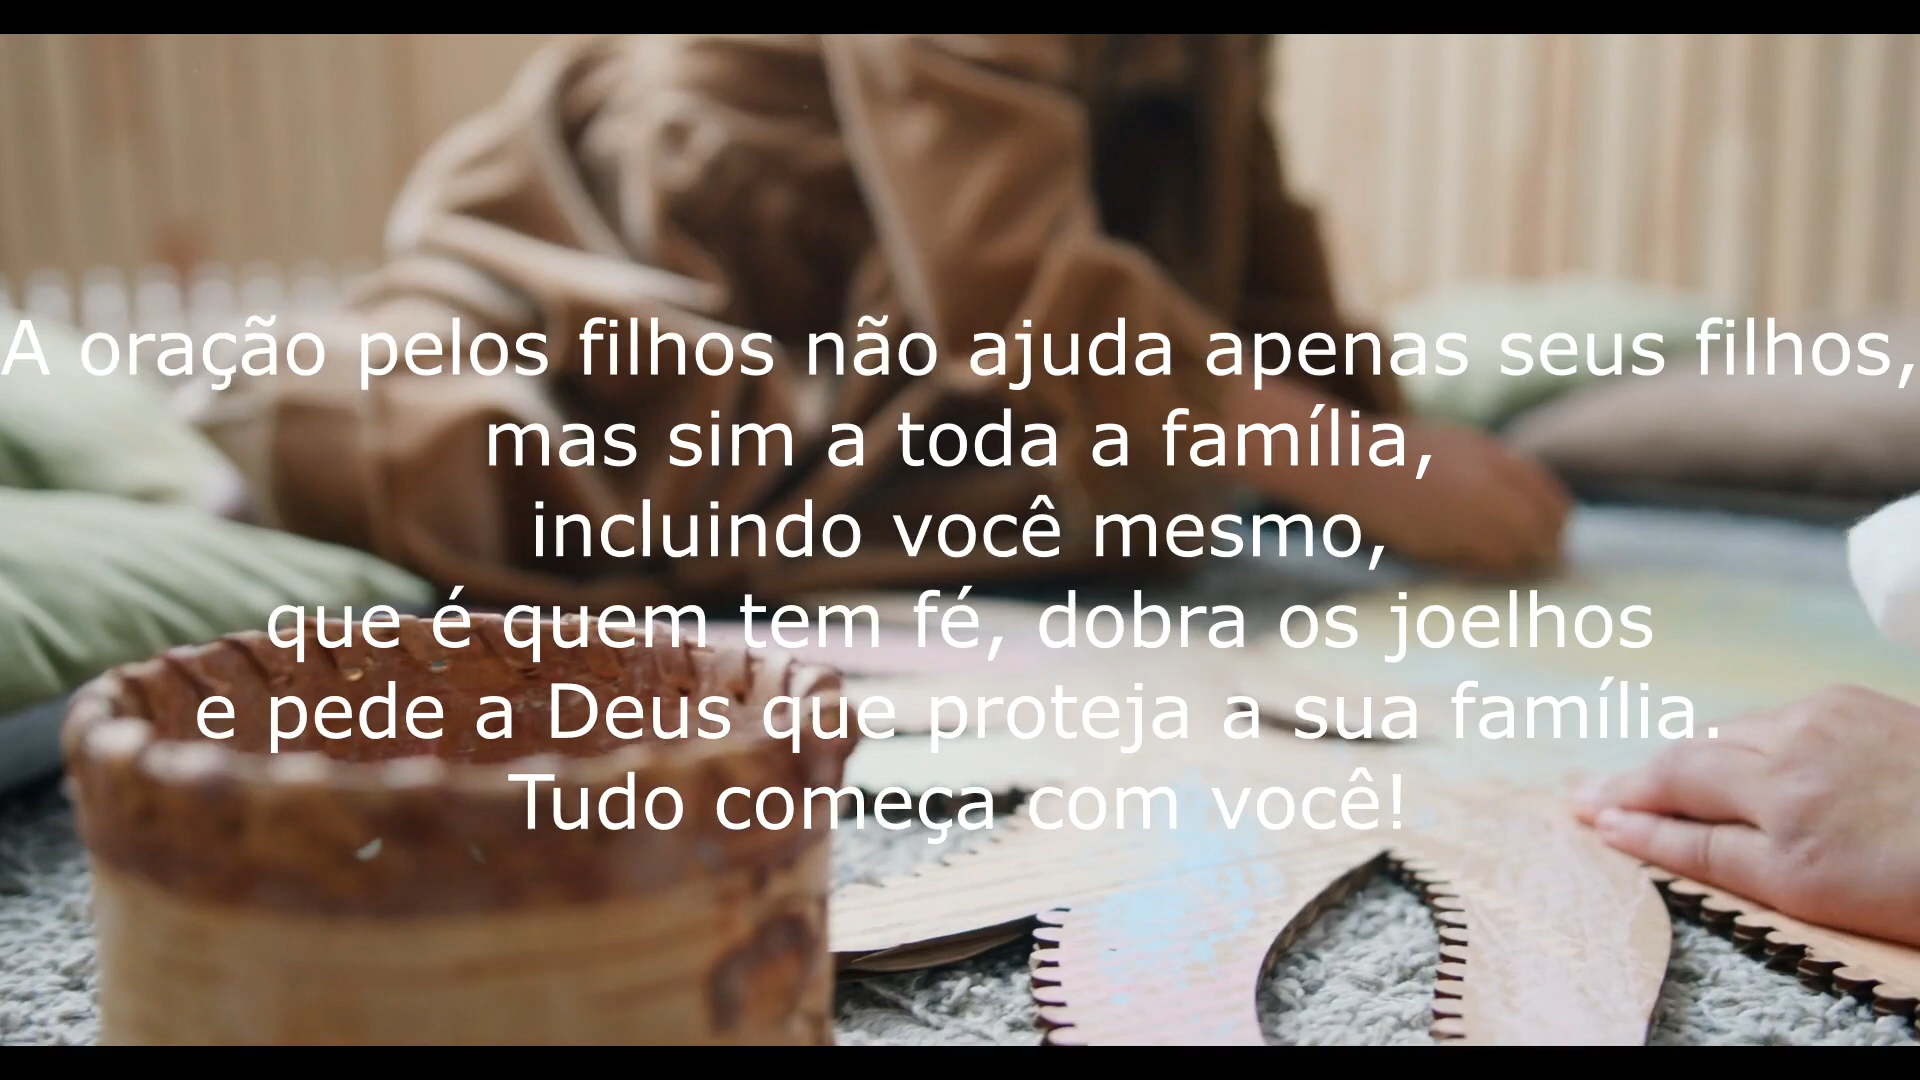 A oração pelos filhos não ajuda apenas seus filhos,
mas sim a toda a família,
incluindo você mesmo,
que é quem tem fé, dobra os joelhos
e pede a Deus que proteja a sua família.
Tudo começa com você!